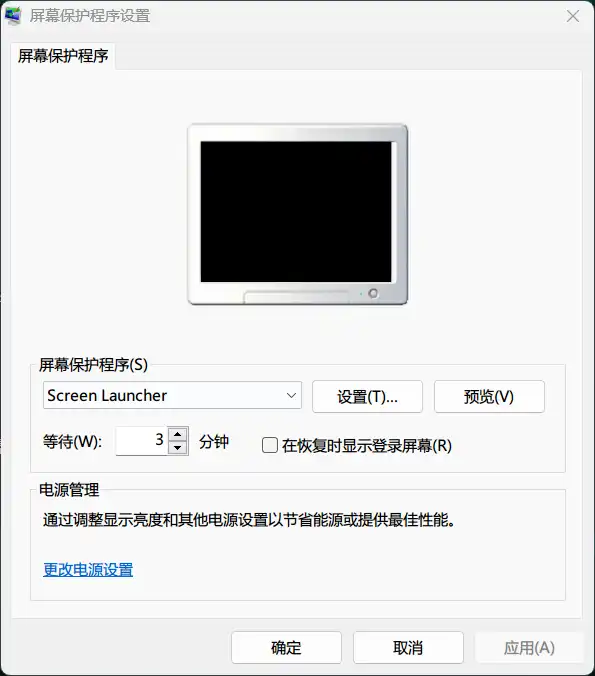 屏幕保护程序设置
屏幕保护程序
屏幕保护程序(S)
Screen Launcher
设置(T)...
预览(V)
等待(W):
3
分钟
在恢复时显示登录屏幕(R)
电源管理
通过调整显示亮度和其他电源设置以节省能源或提供最佳性能。
更改电源设置
确定
取消
应用(A)